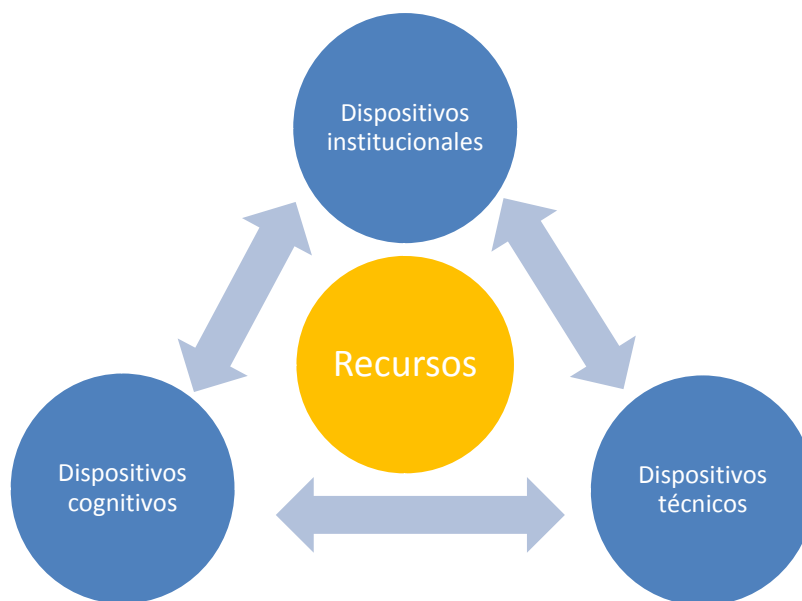 Dispositivos
institucionales
Recursos
Dispositivos
cognitivos
Dispositivos
técnicos